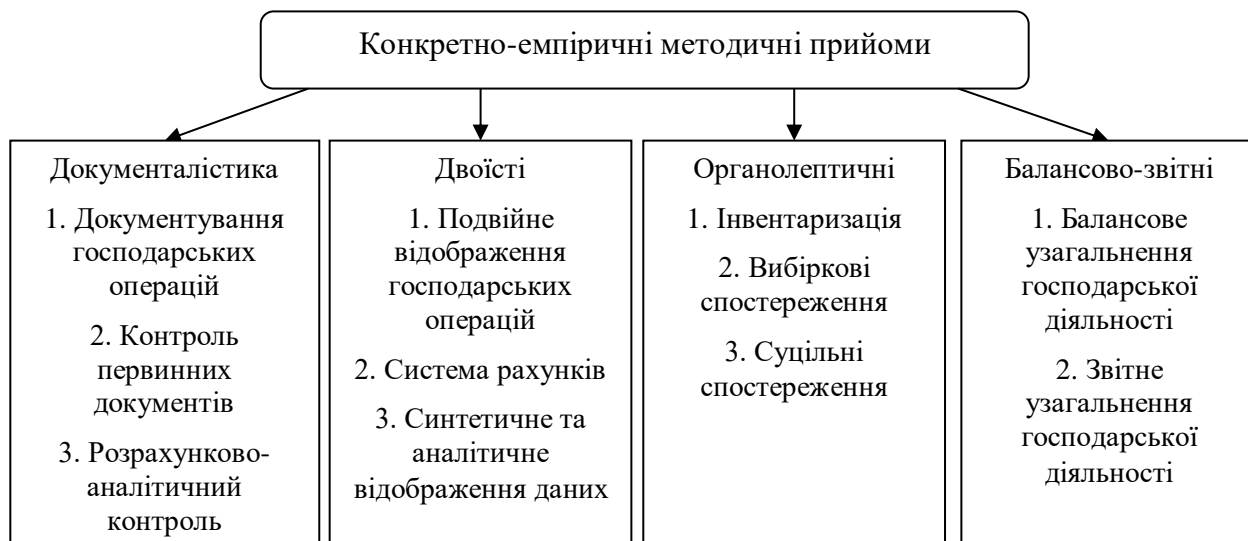 Конкретно-емпіричні методичні прийоми
Документалістика
1. Документування
господарських
операцій
2. Контроль
первинних
документів
3. Розрахунково-
аналітичний
контроль
Двоїсті
1. Подвійне
відображення
господарських
операцій
2. Система рахунків
3. Синтетичне та
аналітичне
відображення даних
Органолептичні
1. Інвентаризація
2. Вибіркові
спостереження
3. Суцільні
спостереження
Балансово-звітні
1. Балансове
узагальнення
господарської
діяльності
2. Звітне
узагальнення
господарської
діяльності